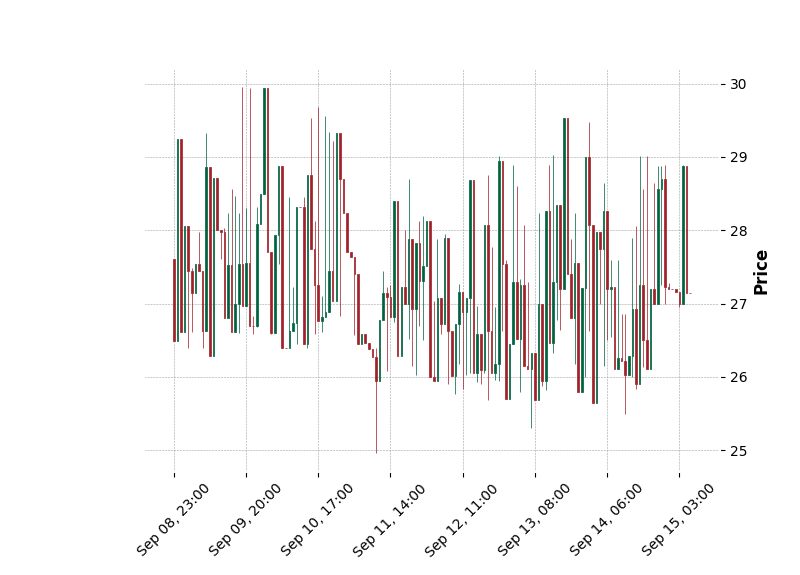 30
29
28
27
26
25
Price
Sep 08, 23:00
Sep 09, 20:00
Sep 10, 17:00
Sep 11, 14:00
Sep 12, 11:00
Sep 13, 08:00
Sep 14, 06:00
Sep 15, 03:00